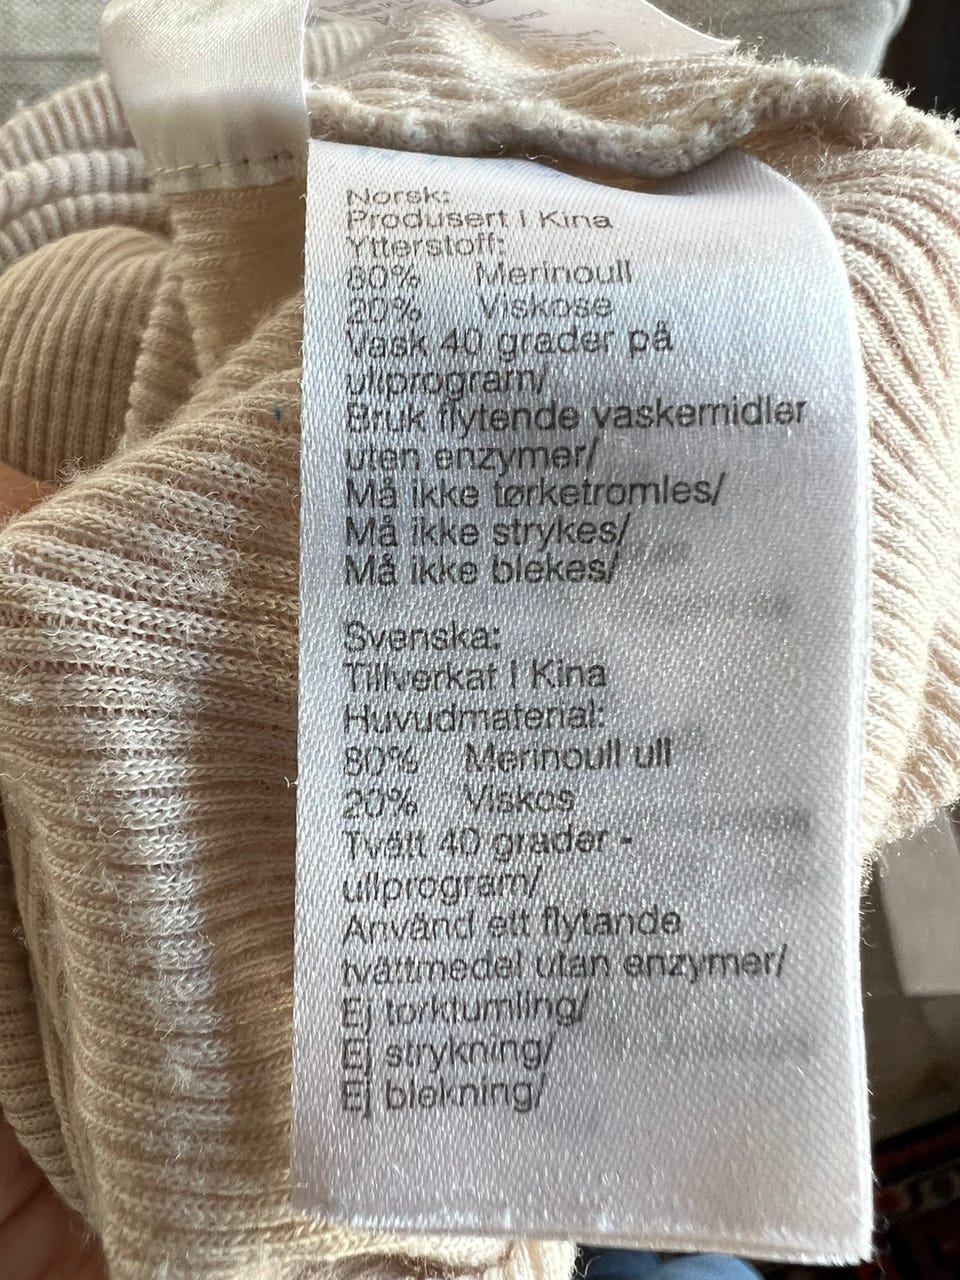 Norsk:
Produsert i Kina
Ytterstoff:
80% Merinoull
20% Viskose
Vask 40 grader på
ullprogram/
Bruk flytende vaskemidler
uten enzymer/
Må ikke tørketromles/
Må ikke strykes/
Må ikke blekes/
Svenska:
Tillverkat i Kina
Huvudmaterial:
80% Merinoull ull
20% Viskos
Tvätt 40 grader -
ullprogram/
Använd ett flytande
tvättmedel utan enzymer/
Ej torktumling/
Ej strykning/
Ej blekning/